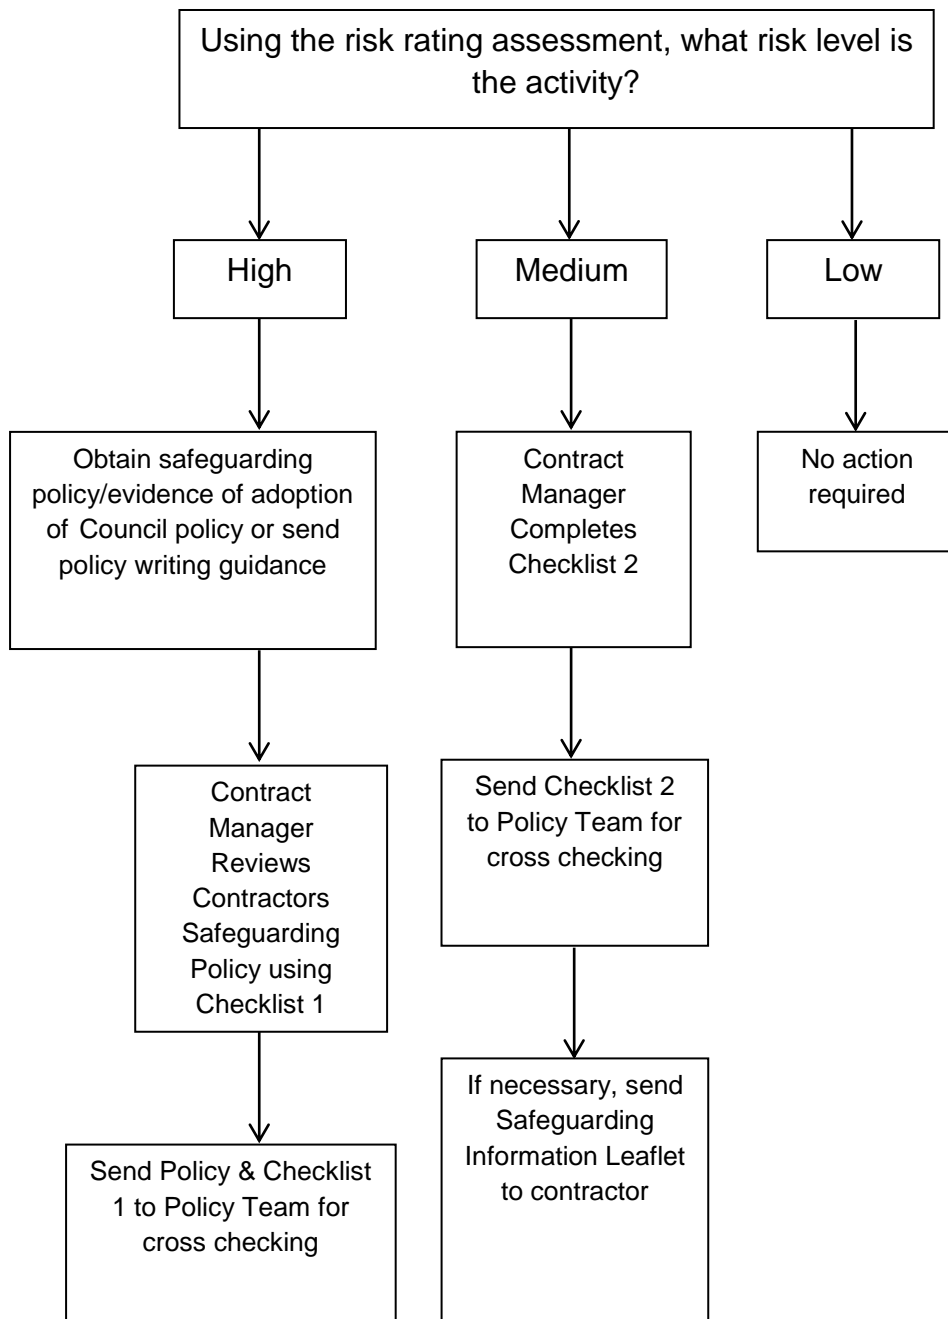 Using the risk rating assessment, what risk level is
the activity?
High
Medium
Low
Obtain safeguarding
policy/evidence of adoption
of Council policy or send
policy writing guidance
Contract
Manager
Completes
Checklist 2
No action
required
Contract
Manager
Reviews
Contractors
Safeguarding
Policy using
Checklist 1
Send Checklist 2
to Policy Team for
cross checking
Send Policy & Checklist
1 to Policy Team for
cross checking
If necessary, send
Safeguarding
Information Leaflet
to contractor